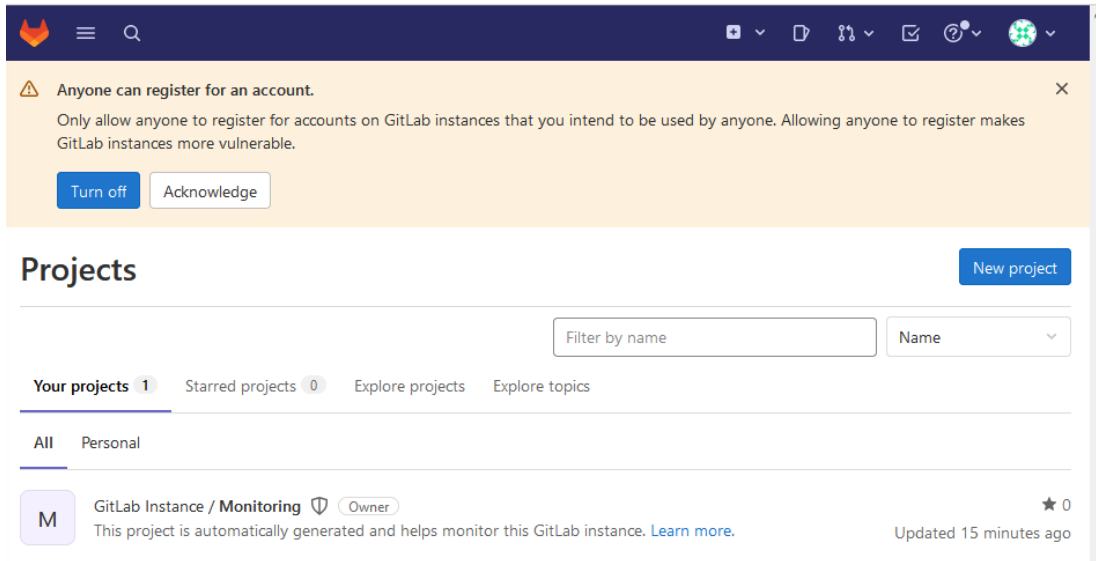 Anyone can register for an account.
Only allow anyone to register for accounts on GitLab instances that you intend to be used by anyone. Allowing anyone to register makes
GitLab instances more vulnerable.
Turn off
Acknowledge
Projects
New project
Filter by name
Name
Your projects 1
Starred projects 0
Explore projects
Explore topics
All
Personal
M
GitLab Instance / Monitoring
Owner
0
This project is automatically generated and helps monitor this GitLab instance. Learn more.
Updated 15 minutes ago